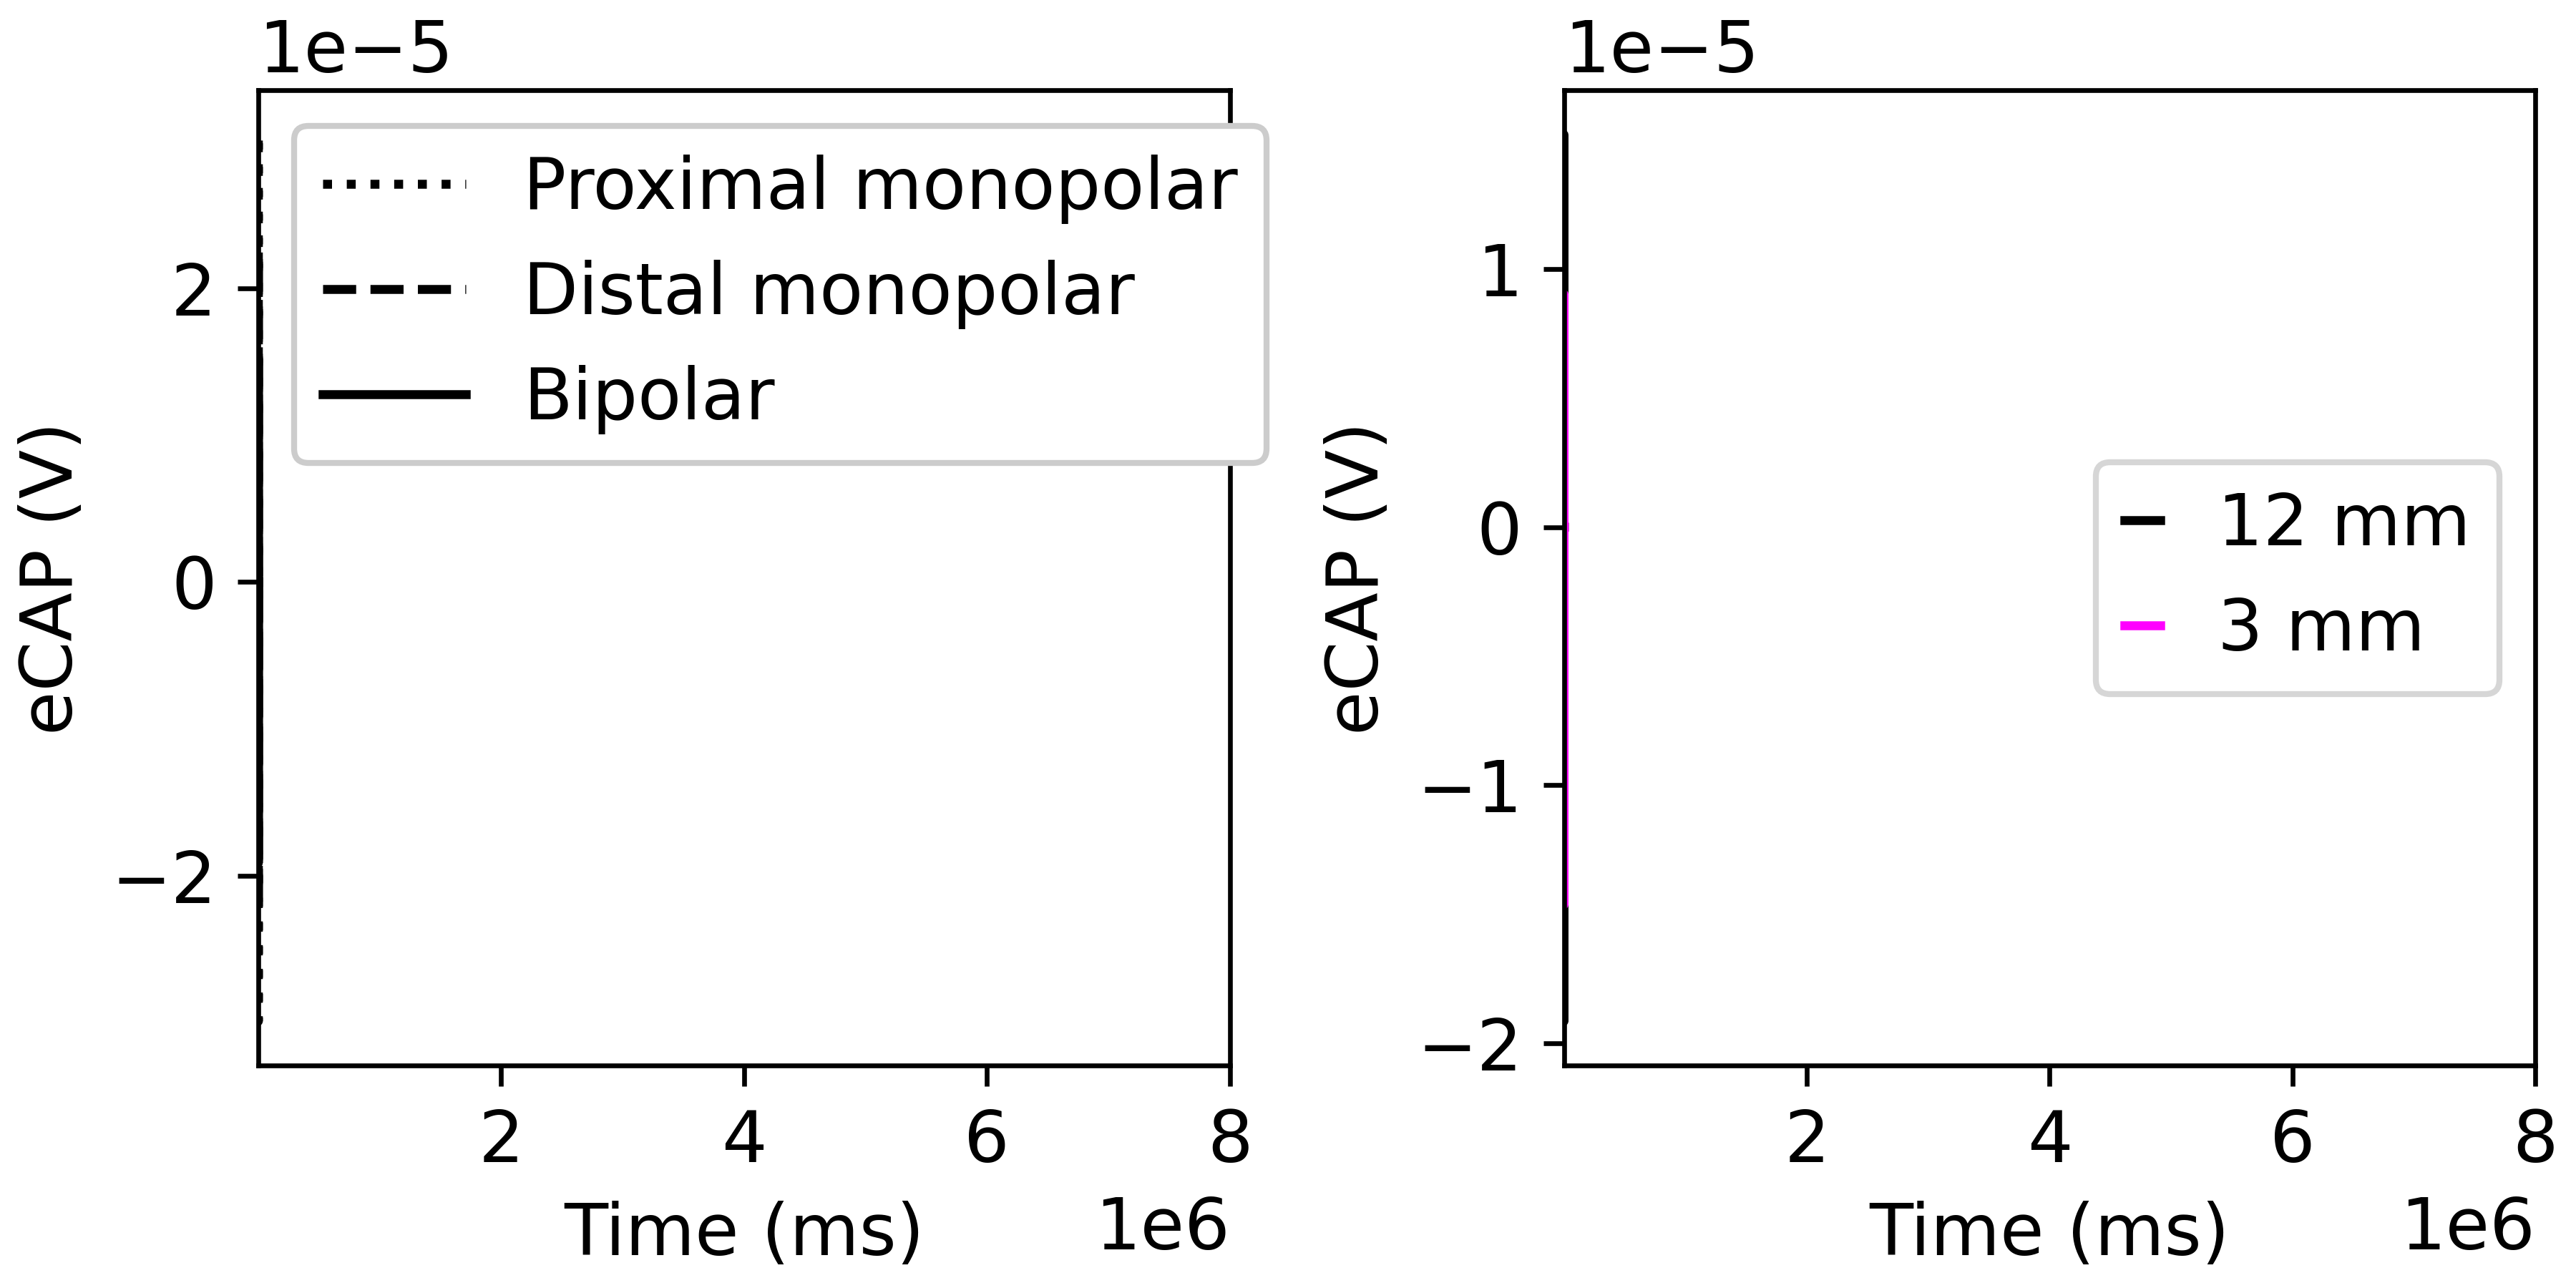 1e−5
Proximal monopolar
Distal monopolar
Bipolar
2
0
−2
eCAP (V)
2 4 6 8
Time (ms)
1e6
1e−5
1
0
−1
−2
eCAP (V)
12 mm
3 mm
2 4 6 8
Time (ms)
1e6